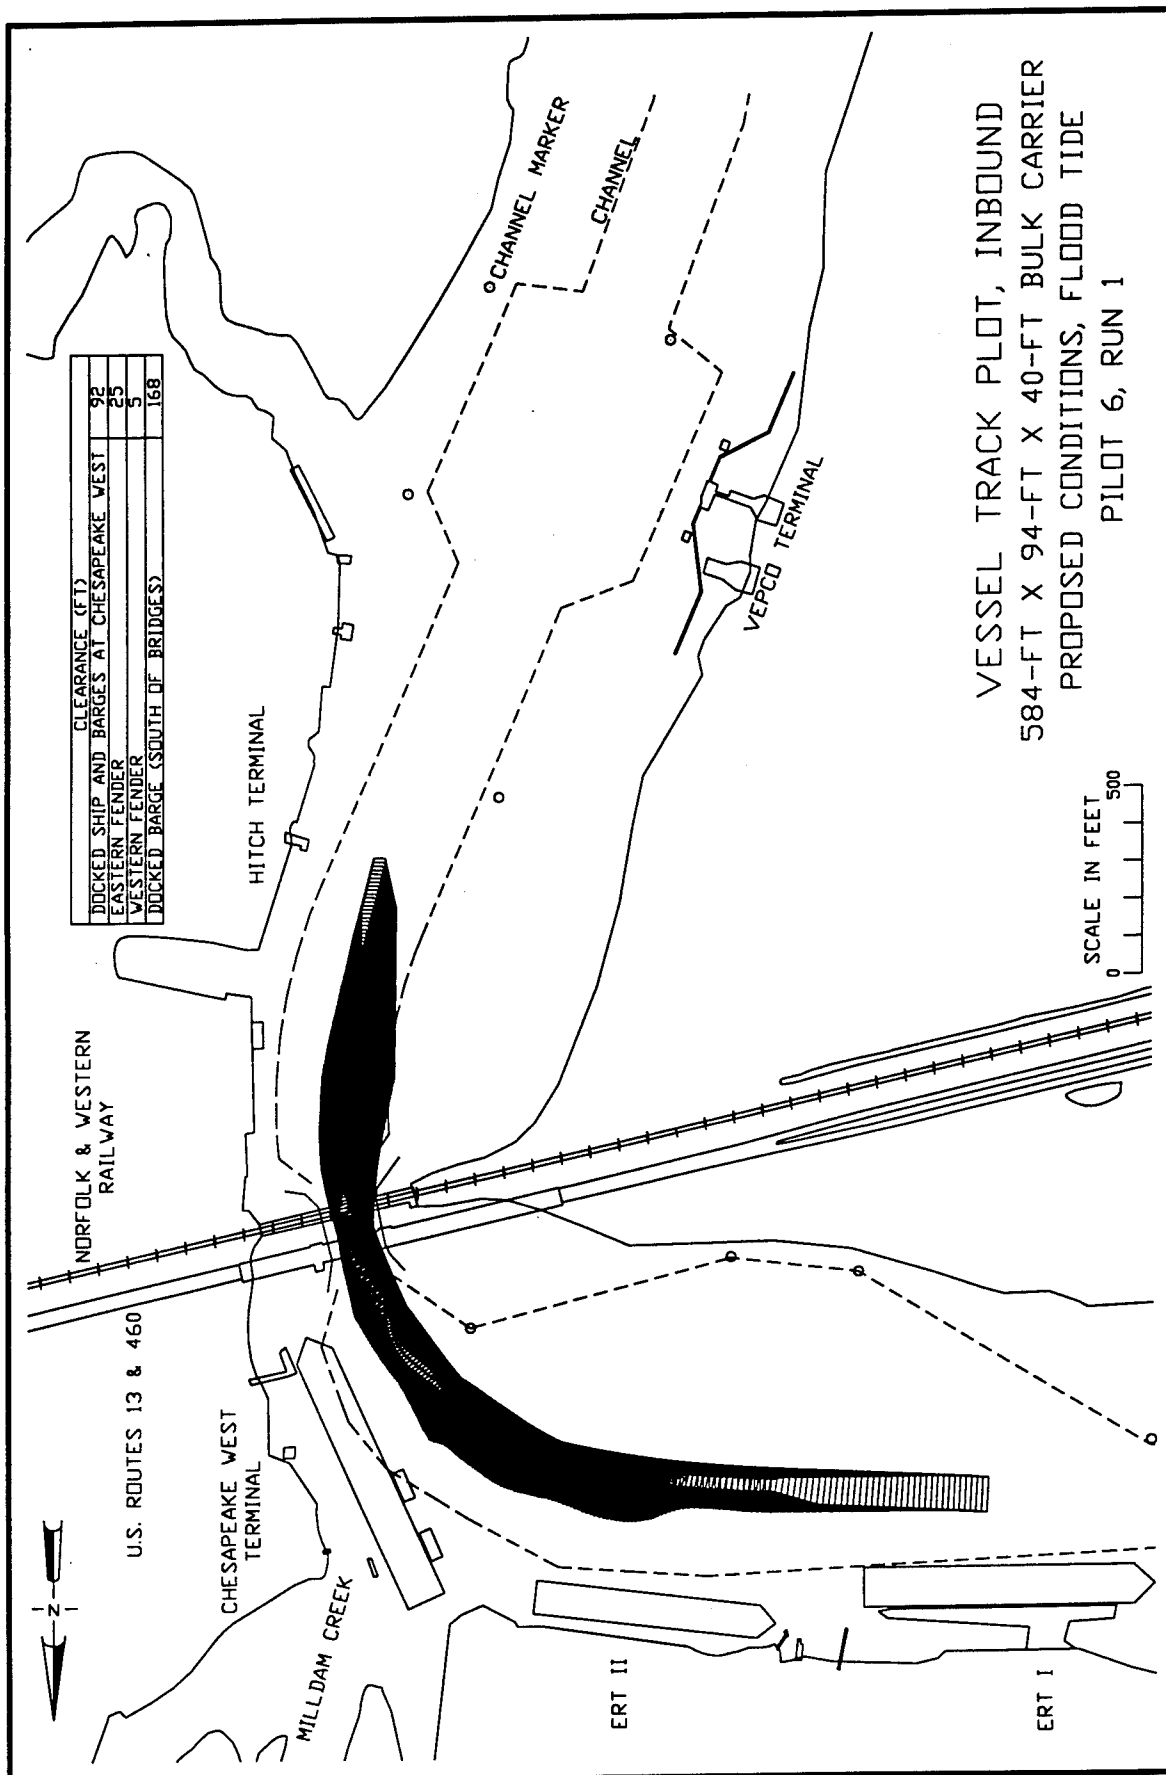 CLEARANCE (FT)
DOCKED SHIP AND BARGES AT CHESAPEAKE WEST 92
EASTERN FENDER 25
WESTERN FENDER 5
DOCKED BARGE (SOUTH OF BRIDGES) 168
N
U.S. ROUTES 13 & 460
NORFOLK & WESTERN
RAILWAY
HITCH TERMINAL
CHESAPEAKE WEST
TERMINAL
MILLDAM CREEK
CHANNEL MARKER
CHANNEL
VEPCO TERMINAL
ERT II
ERT I
SCALE IN FEET
0 500
VESSEL TRACK PLOT, INBOUND
584-FT X 94-FT X 40-FT BULK CARRIER
PROPOSED CONDITIONS, FLOOD TIDE
PILOT 6, RUN 1